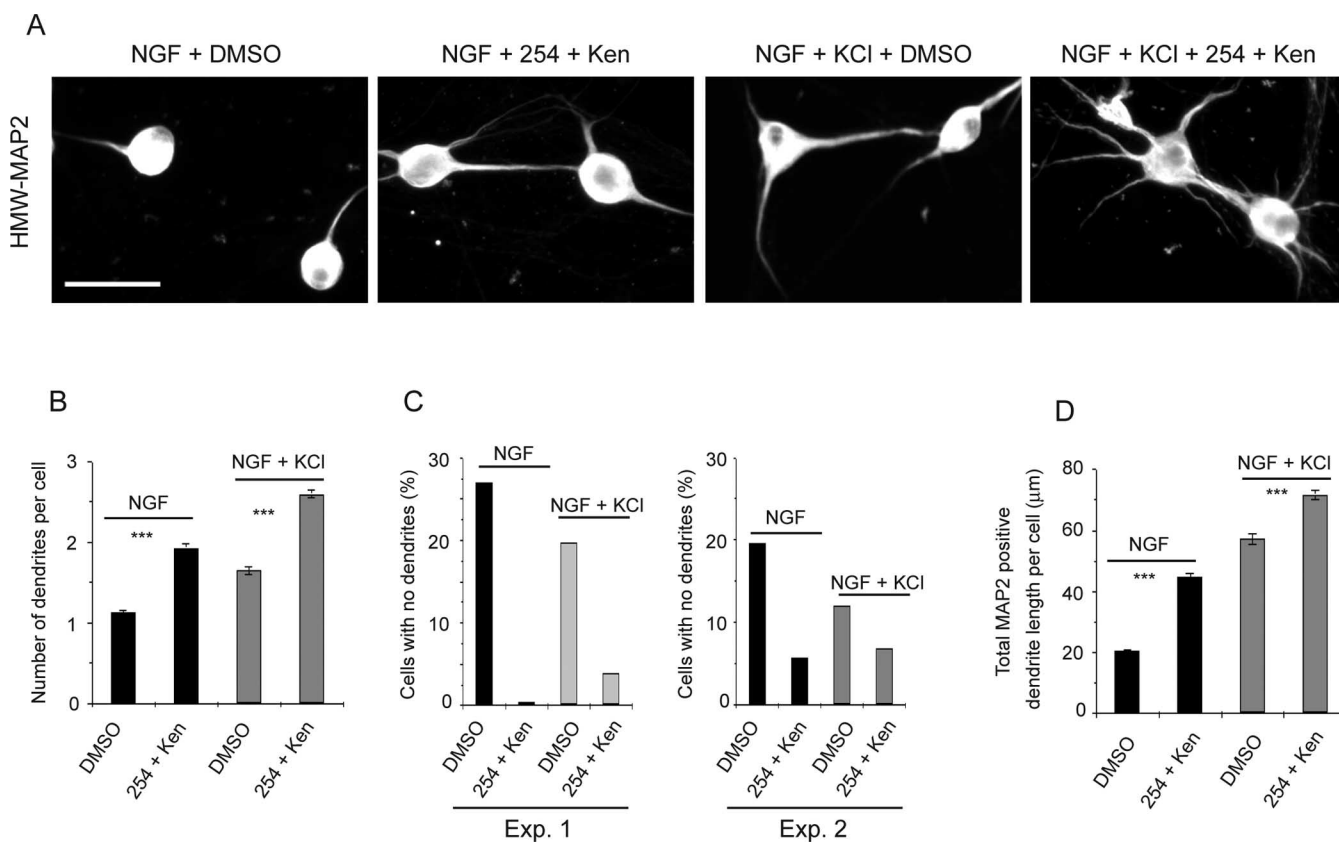 A
NGF + DMSO
NGF + 254 + Ken
NGF + KCl + DMSO
NGF + KCl + 254 + Ken
HMW-MAP2
B
Number of dendrites per cell
3
2
1
0
NGF
***
NGF + KCl
***
DMSO
254 + Ken
DMSO
254 + Ken
C
Cells with no dendrites (%)
30
20
10
0
NGF
NGF + KCl
DMSO
254 + Ken
DMSO
254 + Ken
Exp. 1
Cells with no dendrites (%)
30
20
10
0
NGF
NGF + KCl
DMSO
254 + Ken
DMSO
254 + Ken
Exp. 2
D
Total MAP2 positive
dendrite length per cell (μm)
80
60
40
20
0
NGF
***
NGF + KCl
***
DMSO
254 + Ken
DMSO
254 + Ken